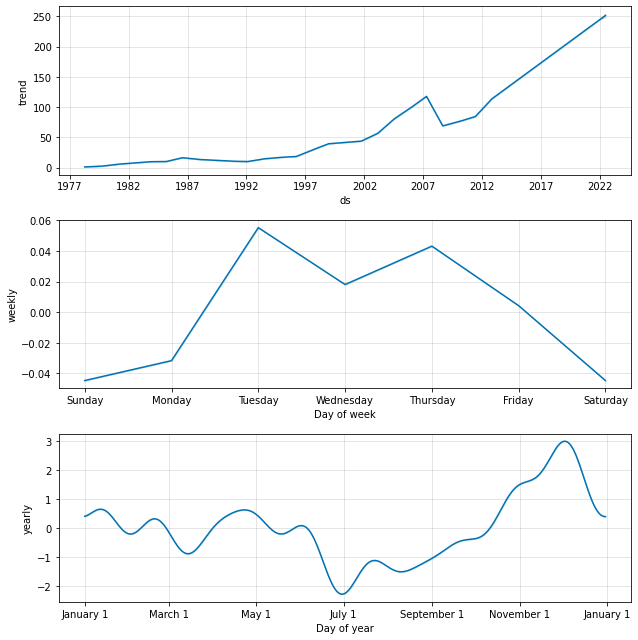 250
200
150
100
50
0
trend
1977 1982 1987 1992 1997 2002 2007 2012 2017 2022
ds
0.06
0.04
0.02
0.00
−0.02
−0.04
weekly
Sunday Monday Tuesday Wednesday Thursday Friday Saturday
Day of week
3
2
1
0
−1
−2
yearly
January 1 March 1 May 1 July 1 September 1 November 1 January 1
Day of year